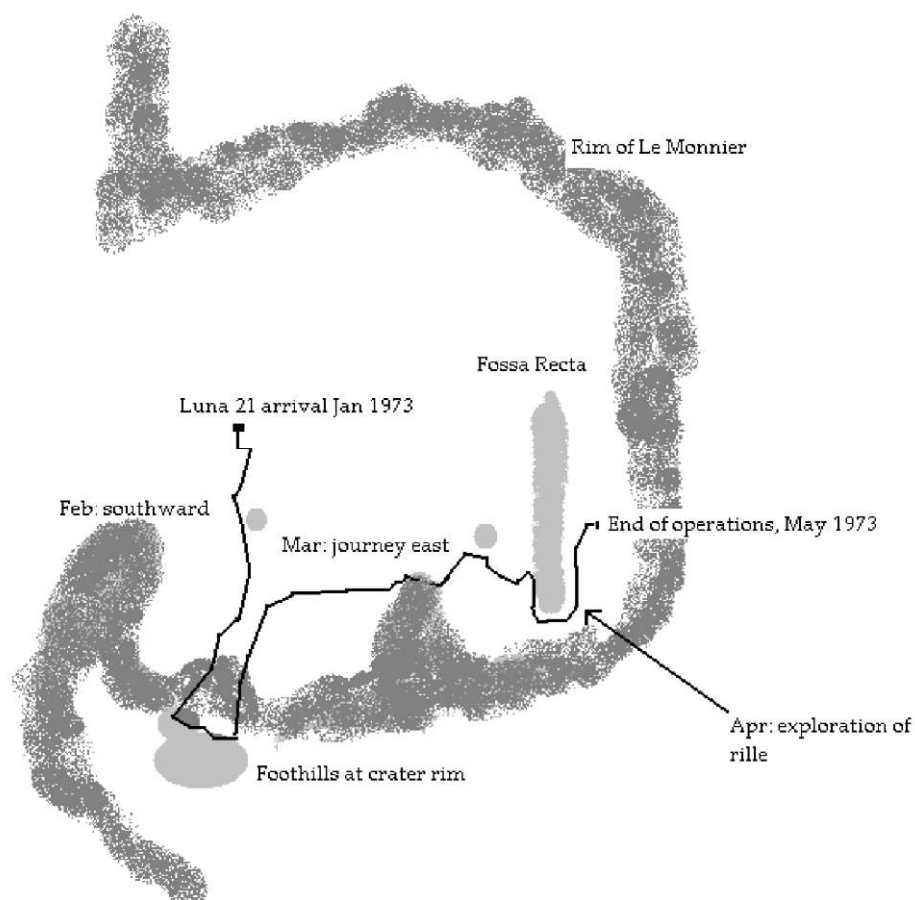 Rim of Le Monnier
Fossa Recta
Luna 21 arrival Jan 1973
Feb: southward
End of operations, May 1973
Mar: journey east
Apr: exploration of
rille
Foothills at crater rim